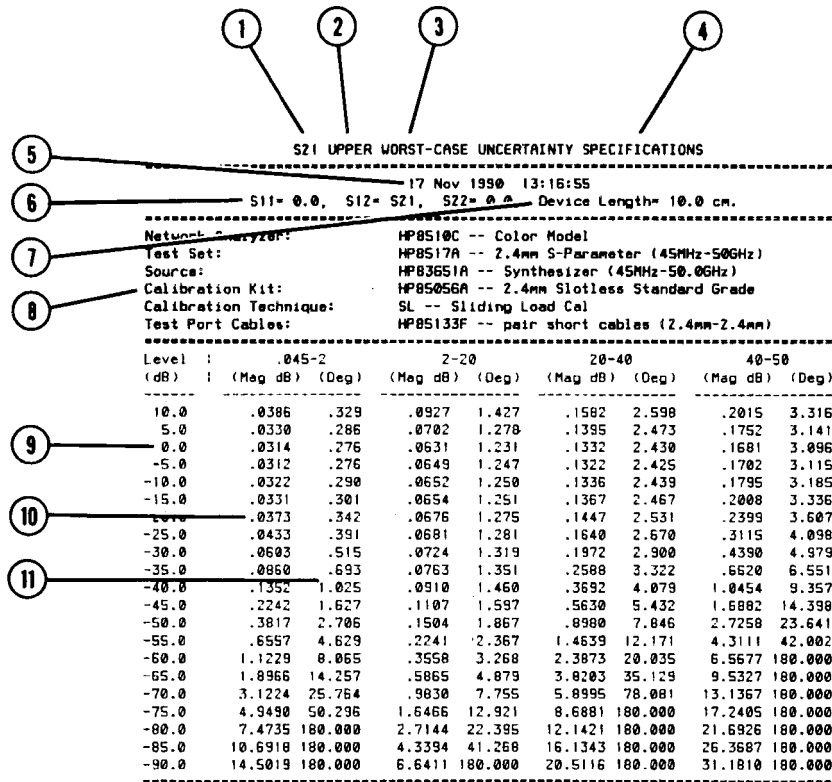 1 2 3 4
S21 UPPER WORST-CASE UNCERTAINTY SPECIFICATIONS
5
17 Nov 1990 13:16:55
6 S11= 0.0, S12= S21, S22= 0.0 Device Length= 10.0 cm.
Network Analyzer: HP8510C -- Color Model
7
Test Set: HP8517A -- 2.4mm S-Parameter (45MHz-50GHz)
Source: HP83651A -- Synthesizer (45MHz-50.0GHz)
8 Calibration Kit: HP85056A -- 2.4mm Slotless Standard Grade
Calibration Technique: SL -- Sliding Load Cal
Test Port Cables: HP85133F -- pair short cables (2.4mm-2.4mm)
Level | .045-2 2-20 20-40 40-50
(dB) | (Mag dB) (Deg) (Mag dB) (Deg) (Mag dB) (Deg) (Mag dB) (Deg)
10.0 .0386 .329 .0927 1.427 .1582 2.598 .2015 3.316
5.0 .0330 .286 .0702 1.278 .1395 2.473 .1752 3.141
9 0.0 .0314 .276 .0631 1.231 .1332 2.430 .1681 3.096
-5.0 .0312 .276 .0649 1.247 .1322 2.425 .1702 3.115
-10.0 .0322 .290 .0652 1.250 .1336 2.439 .1795 3.185
-15.0 .0331 .301 .0654 1.251 .1367 2.467 .2008 3.336
10 -20.0 .0373 .342 .0676 1.275 .1447 2.531 .2399 3.607
-25.0 .0433 .391 .0681 1.281 .1640 2.670 .3115 4.098
-30.0 .0603 .515 .0724 1.319 .1972 2.900 .4390 4.979
11 -35.0 .0860 .693 .0763 1.351 .2588 3.322 .6620 6.551
-40.0 .1352 1.025 .0910 1.460 .3692 4.079 1.0454 9.357
-45.0 .2242 1.627 .1107 1.597 .5630 5.432 1.6882 14.398
-50.0 .3817 2.706 .1504 1.867 .8980 7.846 2.7258 23.641
-55.0 .6557 4.629 .2241 2.367 1.4639 12.171 4.3111 42.002
-60.0 1.1229 8.065 .3558 3.268 2.3873 20.035 6.5677 180.000
-65.0 1.8966 14.257 .5865 4.879 3.8203 35.129 9.5327 180.000
-70.0 3.1224 25.764 .9830 7.755 5.8995 78.081 13.1367 180.000
-75.0 4.9490 50.296 1.6466 12.921 8.6881 180.000 17.2405 180.000
-80.0 7.4735 180.000 2.7144 22.395 12.1421 180.000 21.6926 180.000
-85.0 10.6918 180.000 4.3394 41.268 16.1343 180.000 26.3687 180.000
-90.0 14.5019 180.000 6.6411 180.000 20.5116 180.000 31.1810 180.000